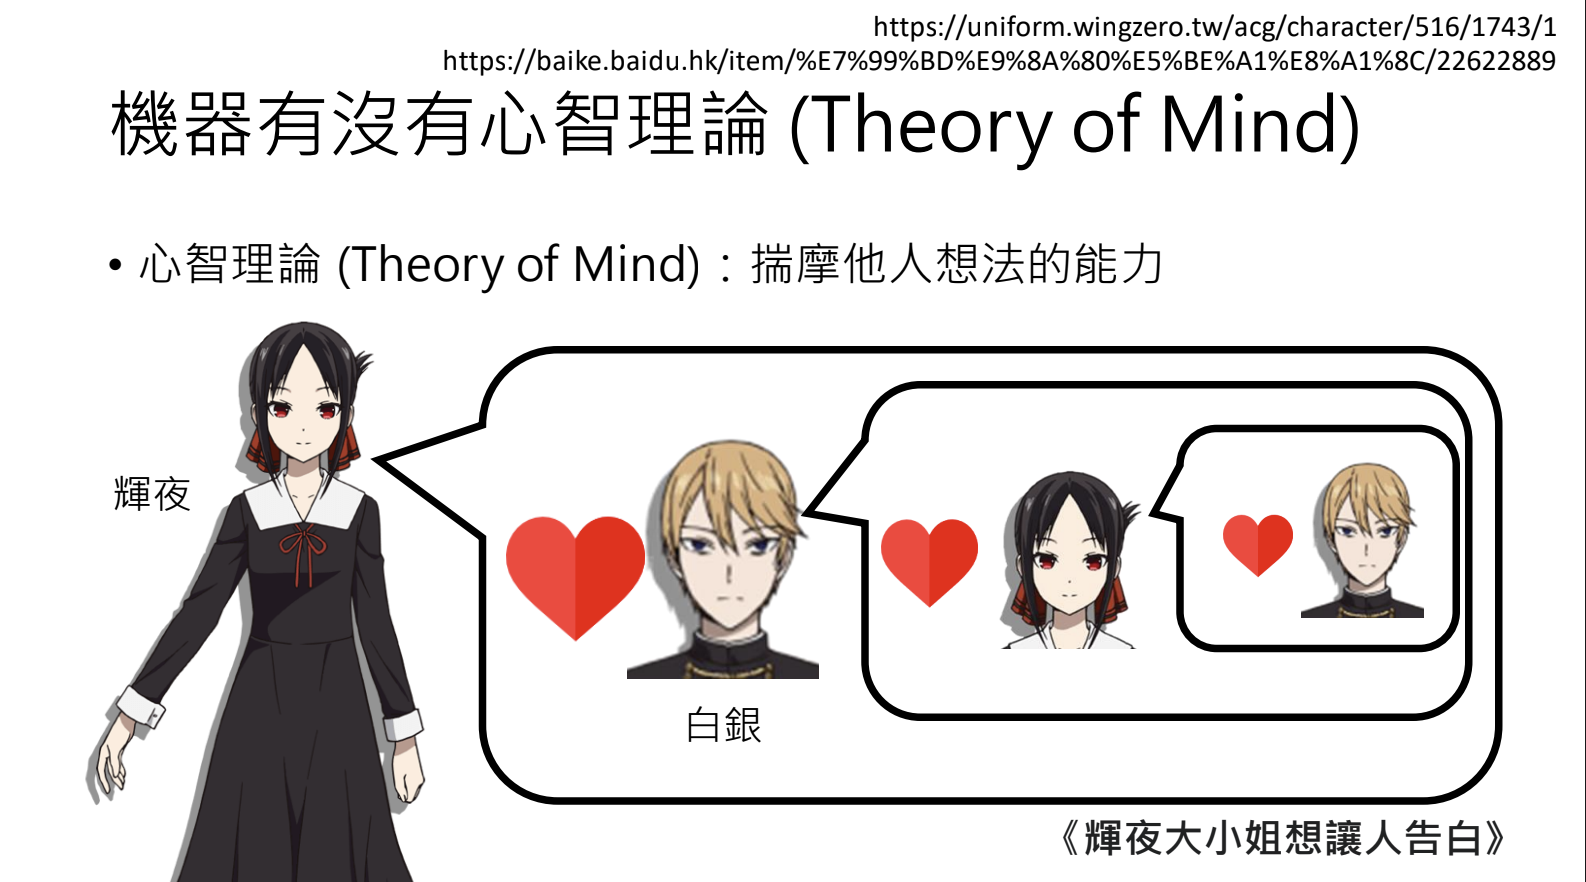 https://uniform.wingzero.tw/acg/character/516/1743/1
https://baike.baidu.hk/item/%E7%99%BD%E9%8A%80%E5%BE%A1%E8%A1%8C/22622889
機器有沒有心智理論 (Theory of Mind)
• 心智理論 (Theory of Mind)：揣摩他人想法的能力
輝夜
白銀
《輝夜大小姐想讓人告白》